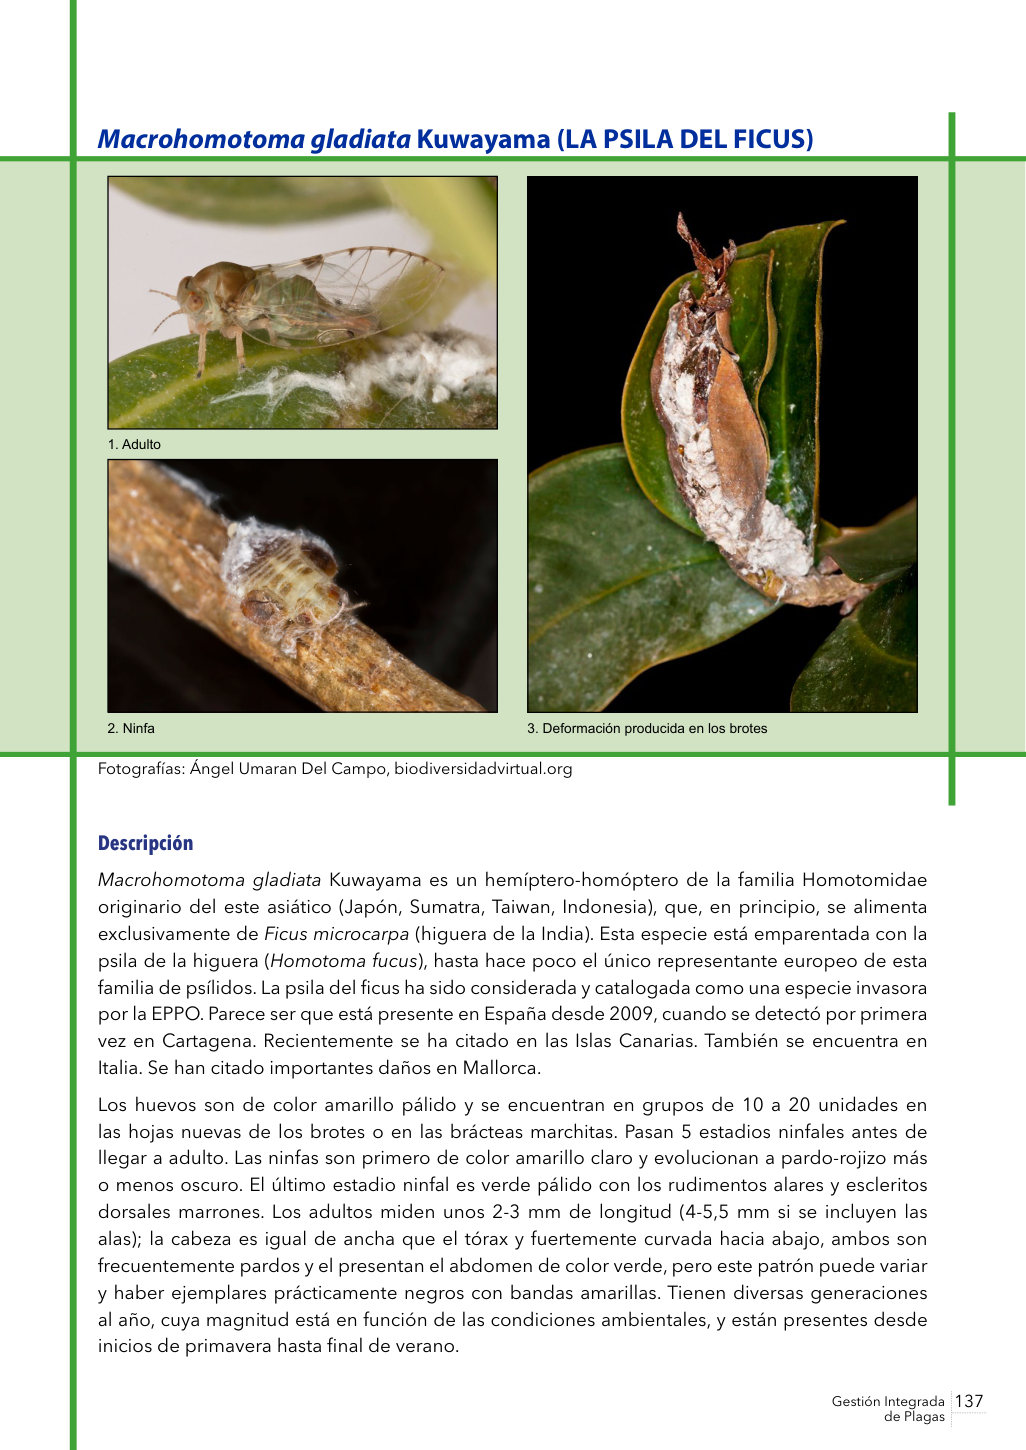 Macrohomotoma gladiata Kuwayama (LA PSILA DEL FICUS)
1. Adulto
2. Ninfa
3. Deformación producida en los brotes
Fotografías: Ángel Umaran Del Campo, biodiversidadvirtual.org
Descripción
Macrohomotoma gladiata Kuwayama es un hemíptero-homóptero de la familia Homotomidae
originario del este asiático (Japón, Sumatra, Taiwan, Indonesia), que, en principio, se alimenta
exclusivamente de Ficus microcarpa (higuera de la India). Esta especie está emparentada con la
psila de la higuera (Homotoma fucus), hasta hace poco el único representante europeo de esta
familia de psílidos. La psila del ficus ha sido considerada y catalogada como una especie invasora
por la EPPO. Parece ser que está presente en España desde 2009, cuando se detectó por primera
vez en Cartagena. Recientemente se ha citado en las Islas Canarias. También se encuentra en
Italia. Se han citado importantes daños en Mallorca.
Los huevos son de color amarillo pálido y se encuentran en grupos de 10 a 20 unidades en
las hojas nuevas de los brotes o en las brácteas marchitas. Pasan 5 estadios ninfales antes de
llegar a adulto. Las ninfas son primero de color amarillo claro y evolucionan a pardo-rojizo más
o menos oscuro. El último estadio ninfal es verde pálido con los rudimentos alares y escleritos
dorsales marrones. Los adultos miden unos 2-3 mm de longitud (4-5,5 mm si se incluyen las
alas); la cabeza es igual de ancha que el tórax y fuertemente curvada hacia abajo, ambos son
frecuentemente pardos y el presentan el abdomen de color verde, pero este patrón puede variar
y haber ejemplares prácticamente negros con bandas amarillas. Tienen diversas generaciones
al año, cuya magnitud está en función de las condiciones ambientales, y están presentes desde
inicios de primavera hasta final de verano.
Gestión Integrada
de Plagas
137